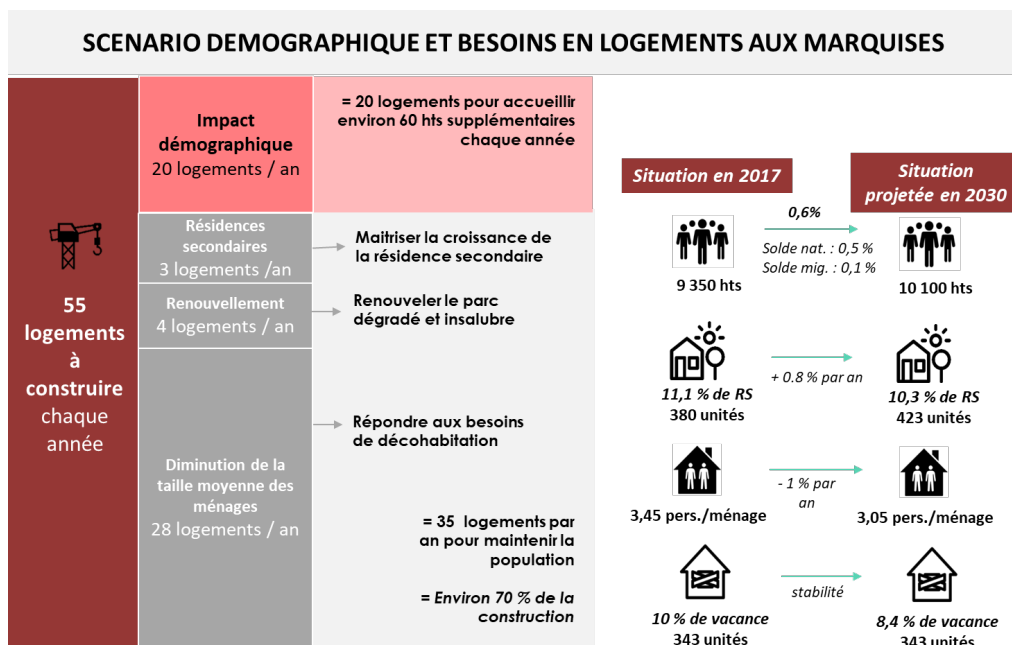 SCENARIO DEMOGRAPHIQUE ET BESOINS EN LOGEMENTS AUX MARQUISES
55
logements
à
construire
chaque
année
Impact
démographique
20 logements / an
= 20 logements pour accueillir
environ 60 hts supplémentaires
chaque année
Résidences
secondaires
3 logements /an
Maitriser la croissance de
la résidence secondaire
Renouvellement
4 logements / an
Renouveler le parc
dégradé et insalubre
Diminution de la
taille moyenne des
ménages
28 logements / an
Répondre aux besoins
de décohabitation
= 35 logements par
an pour maintenir la
population
= Environ 70 % de la
construction
Situation en 2017
Situation
projetée en 2030
0,6%
Solde nat. : 0,5 %
Solde mig. : 0,1 %
9 350 hts
10 100 hts
+ 0.8 % par an
11,1 % de RS
380 unités
10,3 % de RS
423 unités
- 1 % par
an
3,45 pers./ménage
3,05 pers./ménage
stabilité
10 % de vacance
343 unités
8,4 % de vacance
343 unités